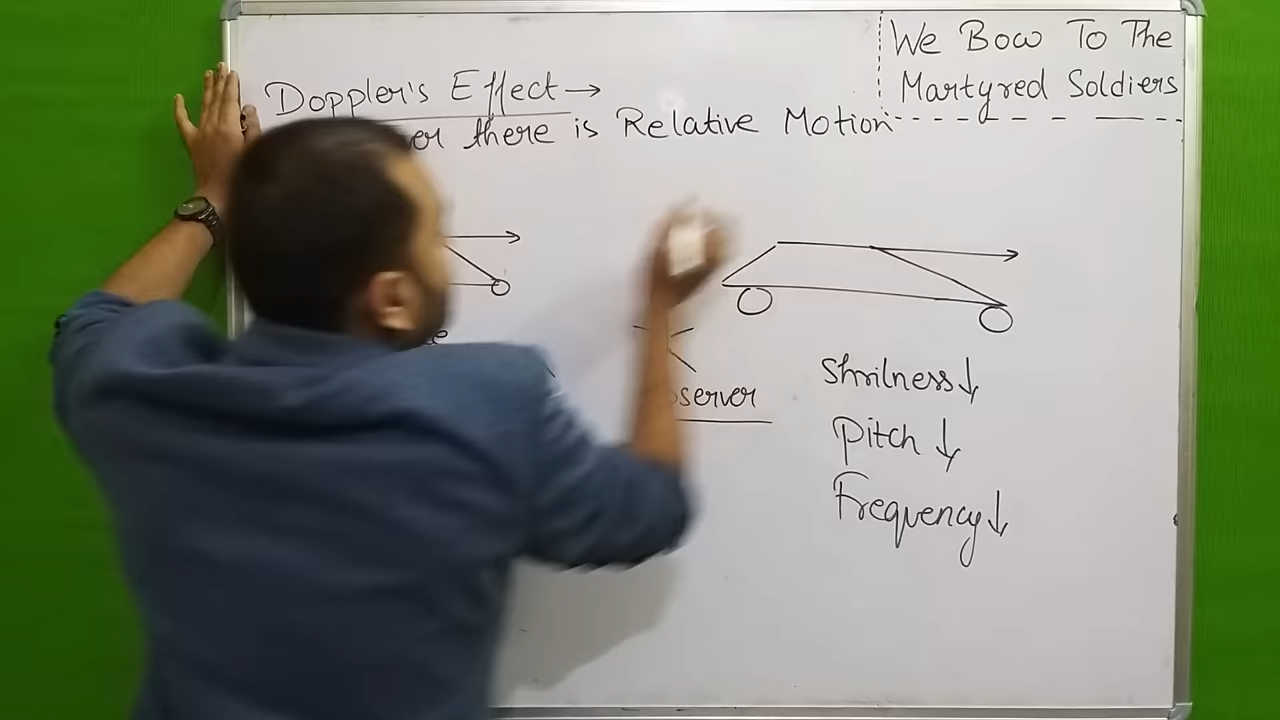 We Bow To The
Martyred Soldiers
Doppler's Effect →
there is Relative Motion
Shrilness ↓
Pitch ↓
Frequency ↓